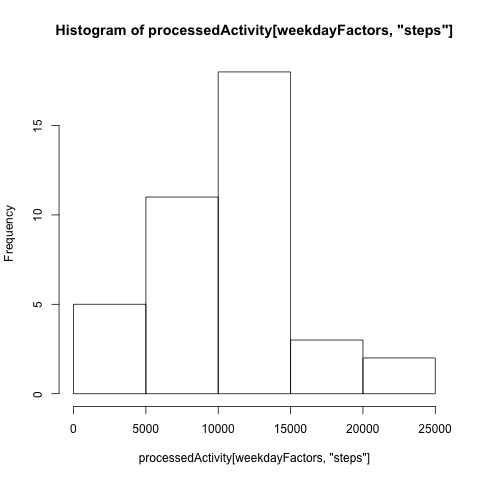 Histogram of processedActivity[weekdayFactors, "steps"]
Frequency
15
10
5
0
0 5000 10000 15000 20000 25000
processedActivity[weekdayFactors, "steps"]